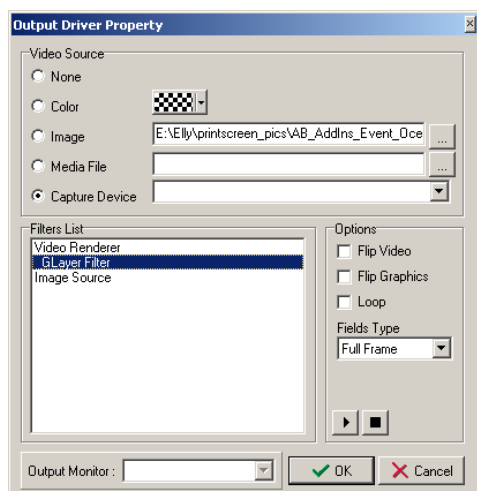 Output Driver Property
Video Source
None
Color
Image
E:\Elly\printscreen_pics\AB_AddIns_Event_Oce
...
Media File
...
Capture Device
Filters List
Video Renderer
GLayer Filter
Image Source
Options
Flip Video
Flip Graphics
Loop
Fields Type
Full Frame
Output Monitor :
OK
Cancel